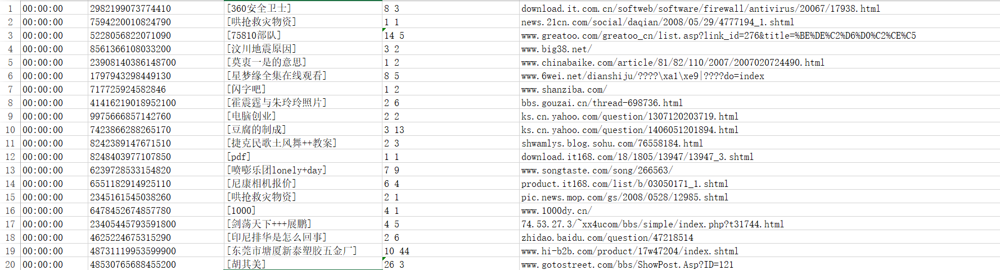 1 00:00:00 2982199073774410 [360安全卫士] 8 3 download.it.com.cn/softweb/software/firewall/antivirus/20067/17938.html
2 00:00:00 7594220010824790 [哄抢救灾物资] 1 1 news.21cn.com/social/daqian/2008/05/29/4777194_1.shtml
3 00:00:00 5228056822071090 [75810部队] 14 5 www.greatoo.com/greatoo_cn/list.asp?link_id=276&title=%BE%DE%C2%D6%D0%C2%CE%C5
4 00:00:00 8561366108033200 [汶川地震原因] 3 2 www.big38.net/
5 00:00:00 23908140386148700 [莫衷一是的意思] 1 2 www.chinabaike.com/article/81/82/110/2007/2007020724490.html
6 00:00:00 1797943298449130 [星梦缘全集在线观看] 8 5 www.6wei.net/dianshiju/????\xa1\xe9|????do=index
7 00:00:00 717725924582846 [闪字吧] 1 2 www.shanziba.com/
8 00:00:00 41416219018952100 [霍震霆与朱玲玲照片] 2 6 bbs.gouzai.cn/thread-698736.html
9 00:00:00 9975666857142760 [电脑创业] 2 2 ks.cn.yahoo.com/question/1307120203719.html
10 00:00:00 7423866288265170 [豆腐的制成] 3 13 ks.cn.yahoo.com/question/1406051201894.html
11 00:00:00 8242389147671510 [捷克民歌土风舞++教案] 2 3 shwamlys.blog.sohu.com/76558184.html
12 00:00:00 8248403977107850 [pdf] 1 1 download.it168.com/18/1805/13947/13947_3.shtml
13 00:00:00 6239728533154820 [喷嘭乐团lonely+day] 7 9 www.songtaste.com/song/266563/
14 00:00:00 6551182914925110 [尼康相机报价] 6 4 product.it168.com/list/b/03050171_1.shtml
15 00:00:00 2345161545038260 [哄抢救灾物资] 2 1 pic.news.mop.com/gs/2008/0528/12985.shtml
16 00:00:00 6478452674857780 [1000] 4 1 www.1000dy.cn/
17 00:00:00 23405445793591800 [剑荡天下+++展鹏] 4 5 74.53.27.3/~xx4ucom/bbs/simple/index.php?t31744.html
18 00:00:00 4625224675315290 [印尼排华是怎么回事] 2 6 zhidao.baidu.com/question/47218514
19 00:00:00 48731119953599900 [东莞市塘厦新泰塑胶五金厂] 10 44 www.hi-b2b.com/product/17w47204/index.shtml
20 00:00:00 48530765688455200 [胡其美] 26 3 www.gotostreet.com/bbs/ShowPost.Asp?ID=121